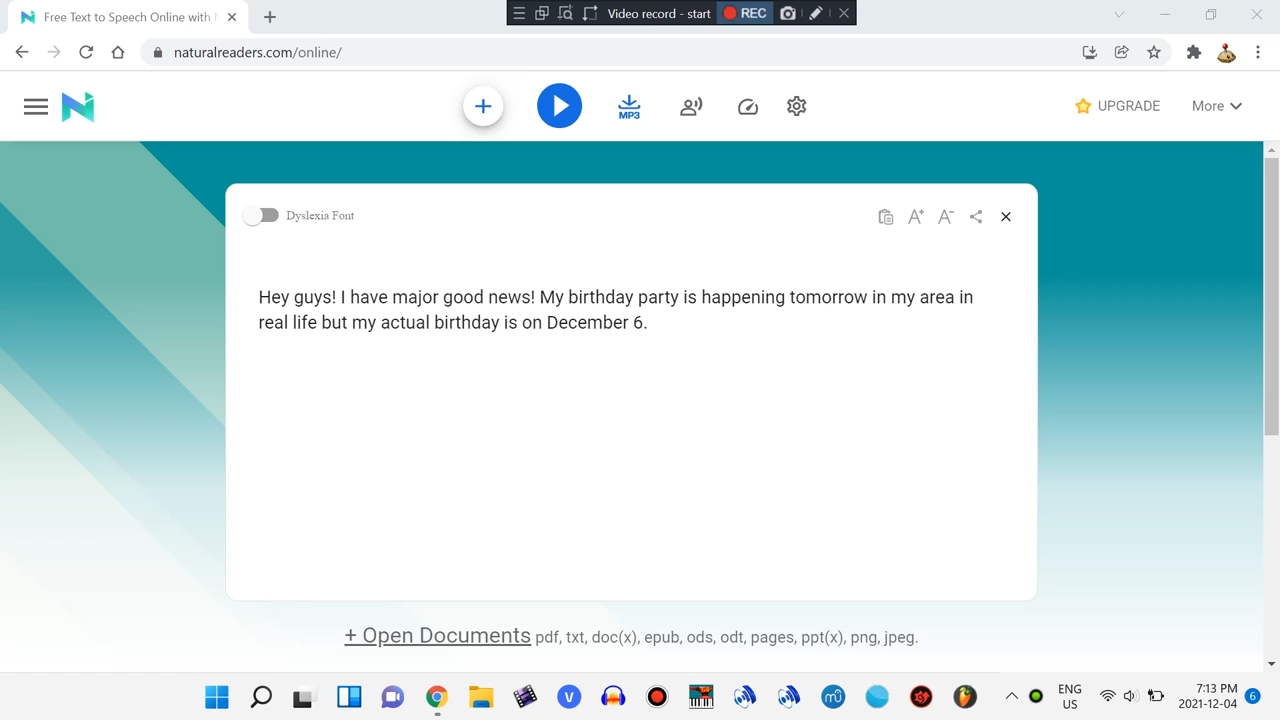 Free Text to Speech Online with
Video record - start
REC
naturalreaders.com/online/
MP3
UPGRADE
More
Dyslexia Font
A+
A-
Hey guys! I have major good news! My birthday party is happening tomorrow in my area in
real life but my actual birthday is on December 6.
+ Open Documents pdf, txt, doc(x), epub, ods, odt, pages, ppt(x), png, jpeg.
ENG
US
7:13 PM
2021-12-04
6